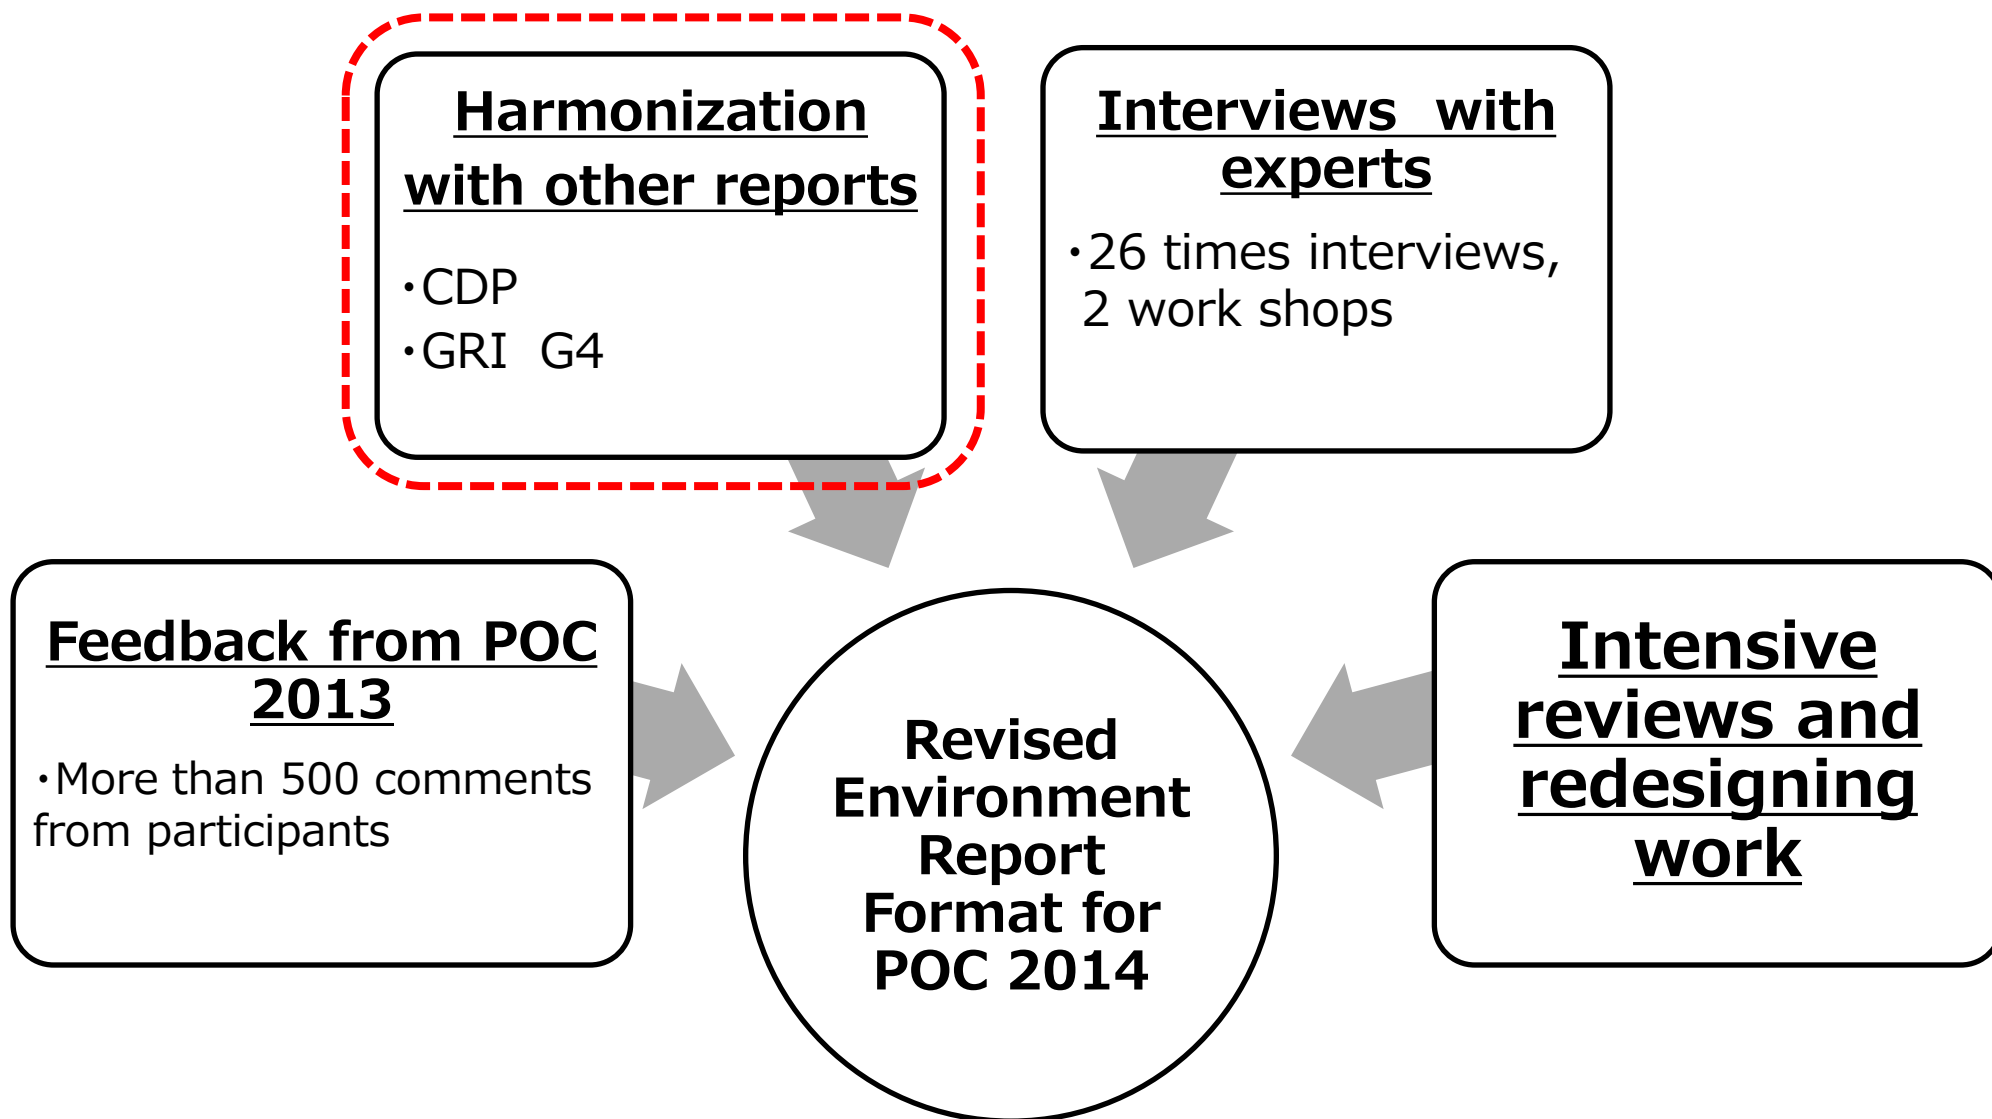 Harmonization
with other reports
・CDP
・GRI  G4
Interviews  with
experts
・26 times interviews,
2 work shops
Feedback from POC
2013
・More than 500 comments
from participants
Revised
Environment
Report
Format for
POC 2014
Intensive
reviews and
redesigning
work